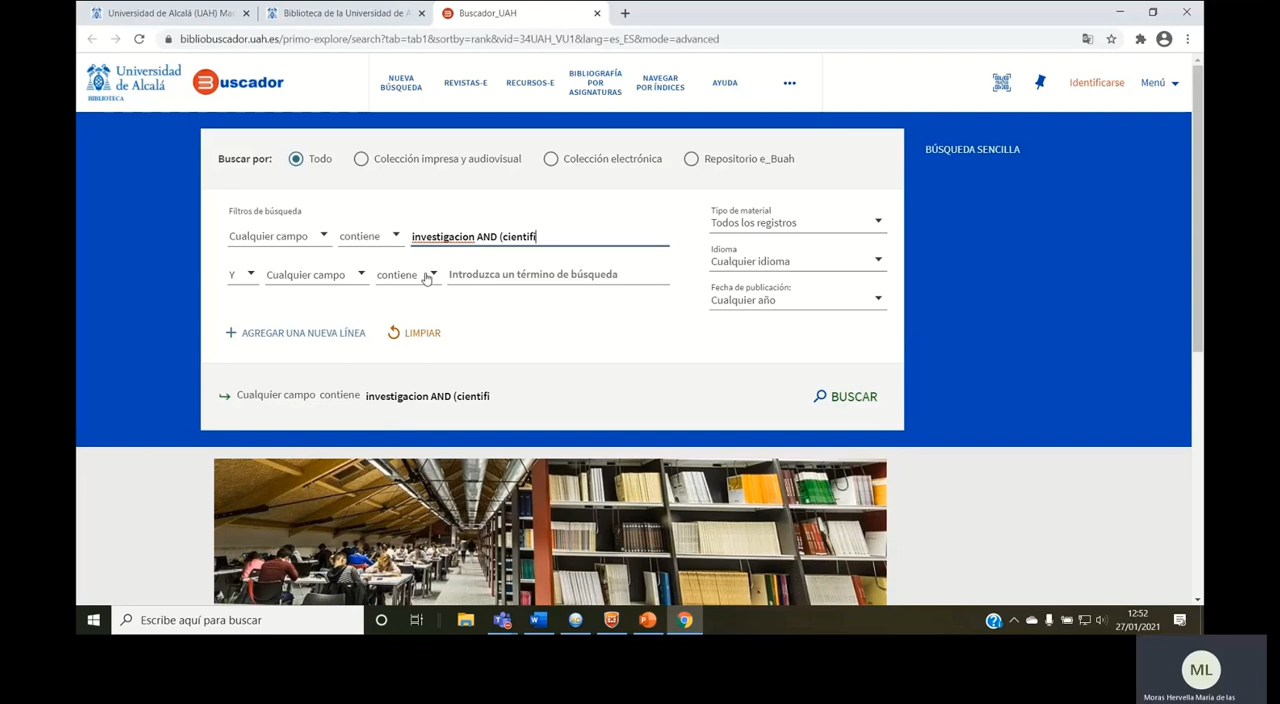 Universidad de Alcalá (UAH) Ma
Biblioteca de la Universidad de A
Buscador_UAH
bibliobuscador.uah.es/primo-explore/search?tab=tab1&sortby=rank&vid=34UAH_VU1&lang=es_ES&mode=advanced
Universidad
de Alcalá
BIBLIOTECA
Buscador
NUEVA
BÚSQUEDA
REVISTAS-E
RECURSOS-E
BIBLIOGRAFÍA
POR
ASIGNATURAS
NAVEGAR
POR ÍNDICES
AYUDA
Identificarse
Menú
Buscar por:
Todo
Colección impresa y audiovisual
Colección electrónica
Repositorio e_Buah
BÚSQUEDA SENCILLA
Filtros de búsqueda
Cualquier campo
contiene
investigacion AND (cientifi
Y
Cualquier campo
contiene
Introduzca un término de búsqueda
Tipo de material
Todos los registros
Idioma
Cualquier idioma
Fecha de publicación:
Cualquier año
+ AGREGAR UNA NUEVA LÍNEA
LIMPIAR
Cualquier campo contiene investigacion AND (cientifi
BUSCAR
Escribe aquí para buscar
12:52
27/01/2021
ML
Moras Hervella Maria de las